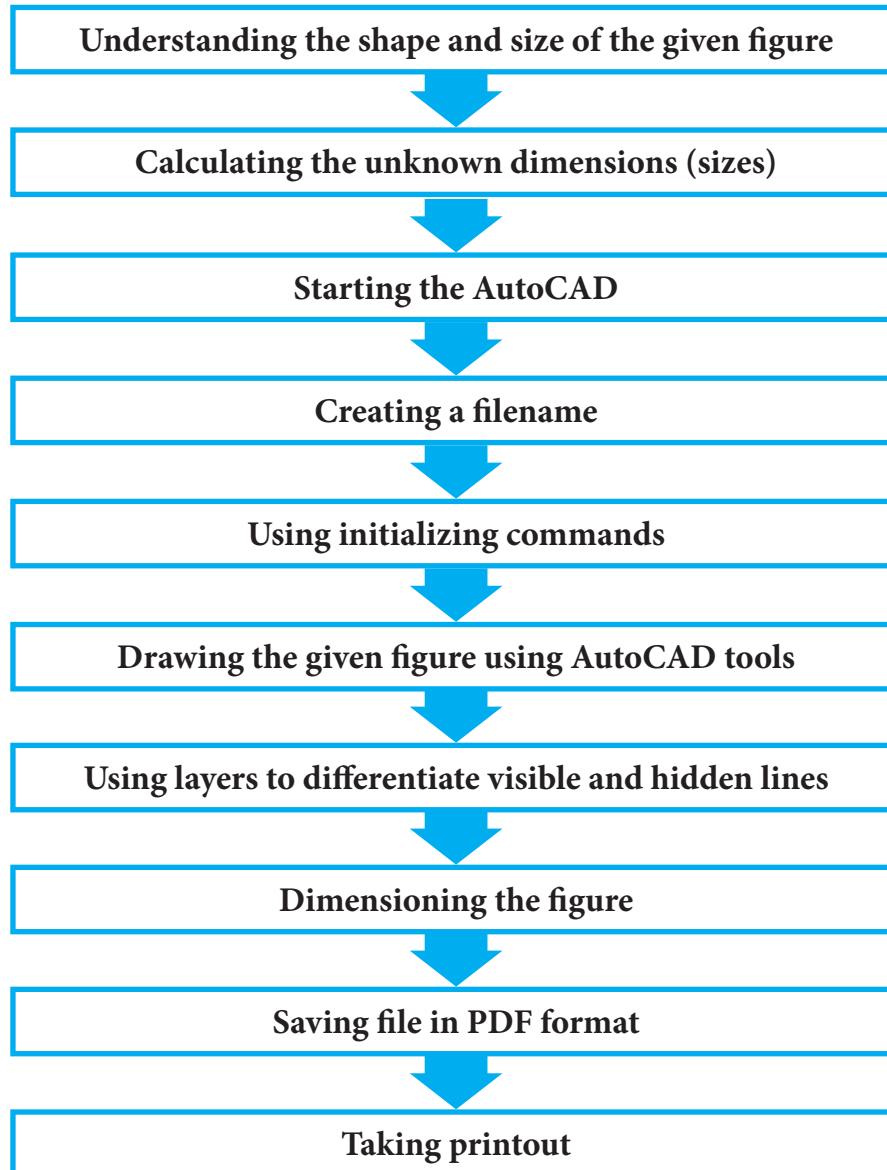 Understanding the shape and size of the given figure
Calculating the unknown dimensions (sizes)
Starting the AutoCAD
Creating a filename
Using initializing commands
Drawing the given figure using AutoCAD tools
Using layers to differentiate visible and hidden lines
Dimensioning the figure
Saving file in PDF format
Taking printout